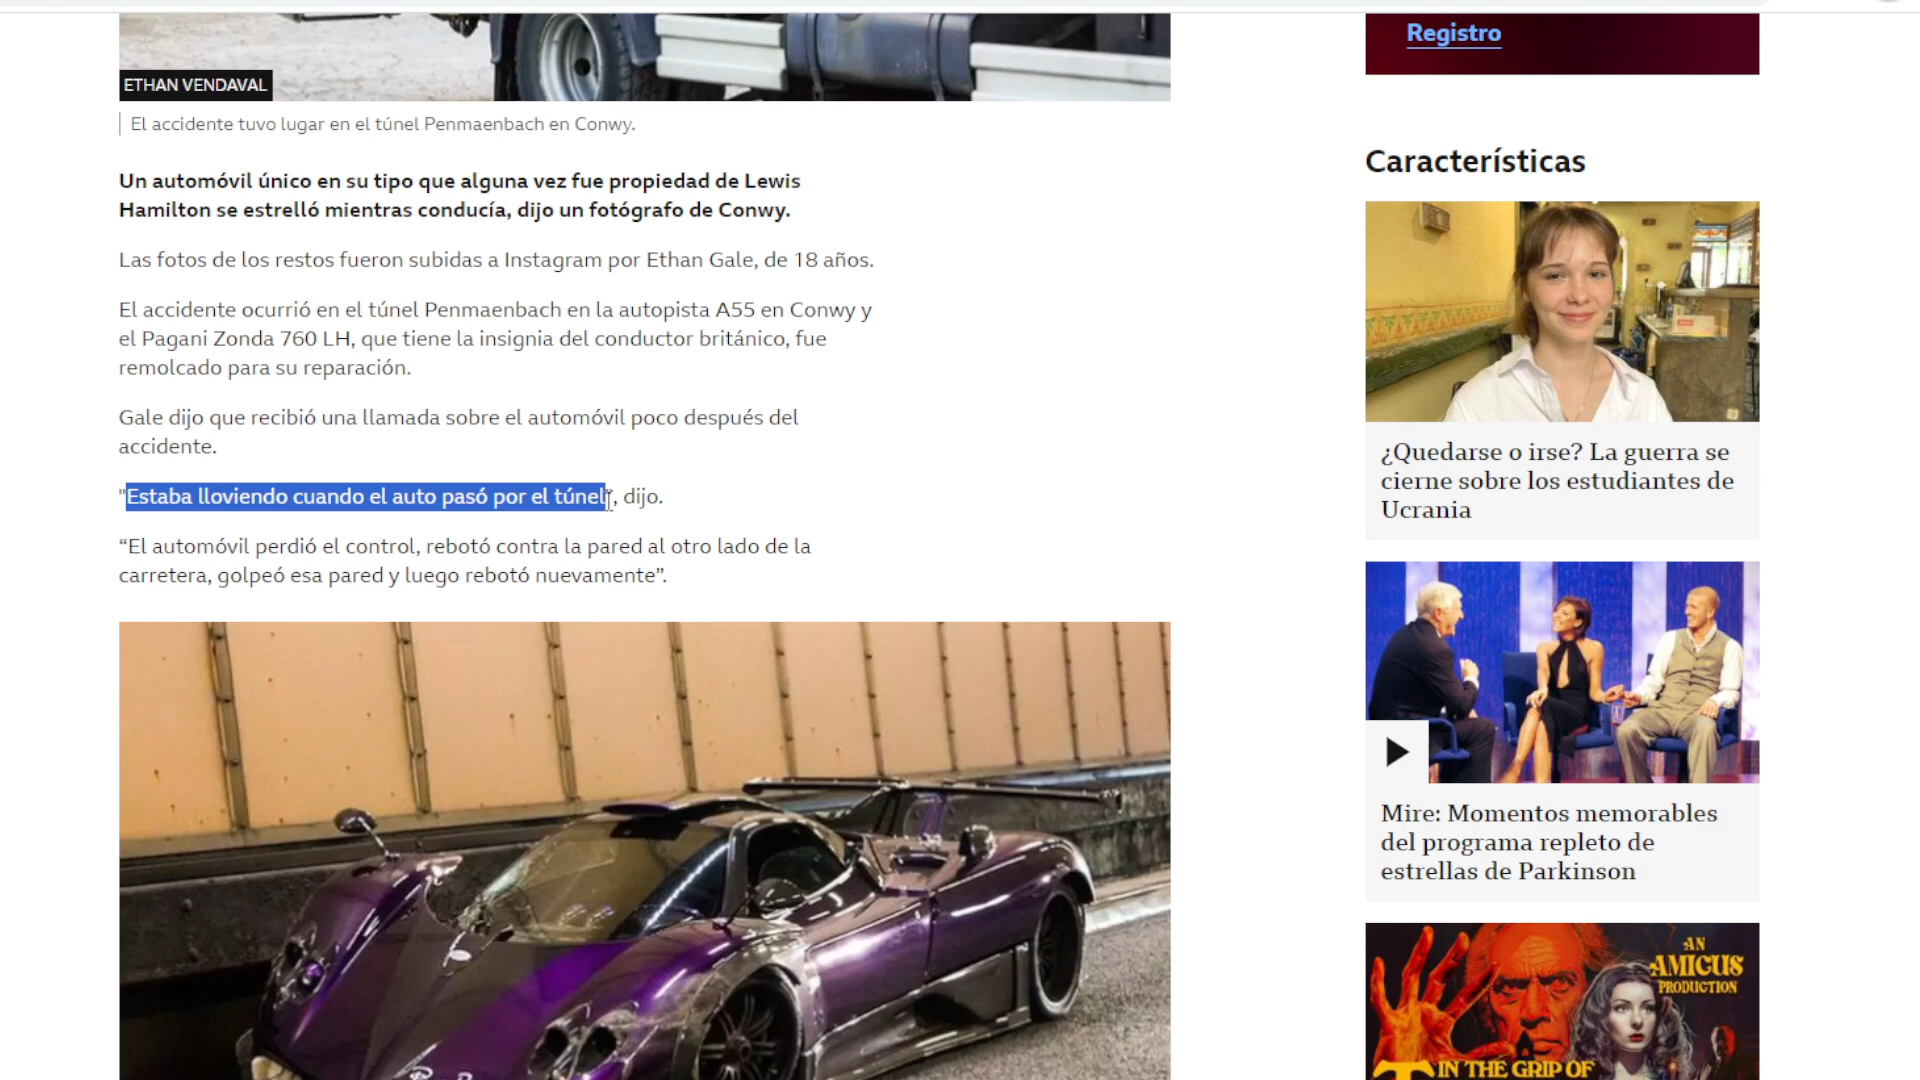 ETHAN VENDAVAL
El accidente tuvo lugar en el túnel Penmaenbach en Conwy.
Un automóvil único en su tipo que alguna vez fue propiedad de Lewis
Hamilton se estrelló mientras conducía, dijo un fotógrafo de Conwy.
Las fotos de los restos fueron subidas a Instagram por Ethan Gale, de 18 años.
El accidente ocurrió en el túnel Penmaenbach en la autopista A55 en Conwy y
el Pagani Zonda 760 LH, que tiene la insignia del conductor británico, fue
remolcado para su reparación.
Gale dijo que recibió una llamada sobre el automóvil poco después del
accidente.
"Estaba lloviendo cuando el auto pasó por el túnel", dijo.
“El automóvil perdió el control, rebotó contra la pared al otro lado de la
carretera, golpeó esa pared y luego rebotó nuevamente”.
Registro
Características
¿Quedarse o irse? La guerra se
cierne sobre los estudiantes de
Ucrania
Mire: Momentos memorables
del programa repleto de
estrellas de Parkinson
AN
AMICUS
PRODUCTION
IN THE GRIP OF